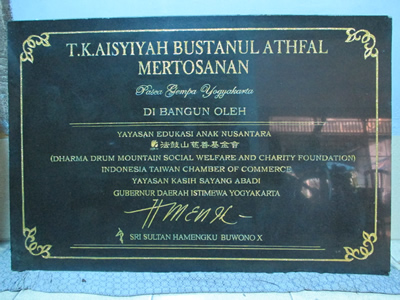 T.K.AISYIYAH BUSTANUL ATHFAL
MERTOSANAN
Pasca Gempa Yogyakarta
DI BANGUN OLEH
YAYASAN EDUKASI ANAK NUSANTARA
法鼓山慈善基金會
(DHARMA DRUM MOUNTAIN SOCIAL WELFARE AND CHARITY FOUNDATION)
INDONESIA TAIWAN CHAMBER OF COMMERCE
YAYASAN KASIH SAYANG ABADI
GUBERNUR DAERAH ISTIMEWA YOGYAKARTA
SRI SULTAN HAMENGKU BUWONO X